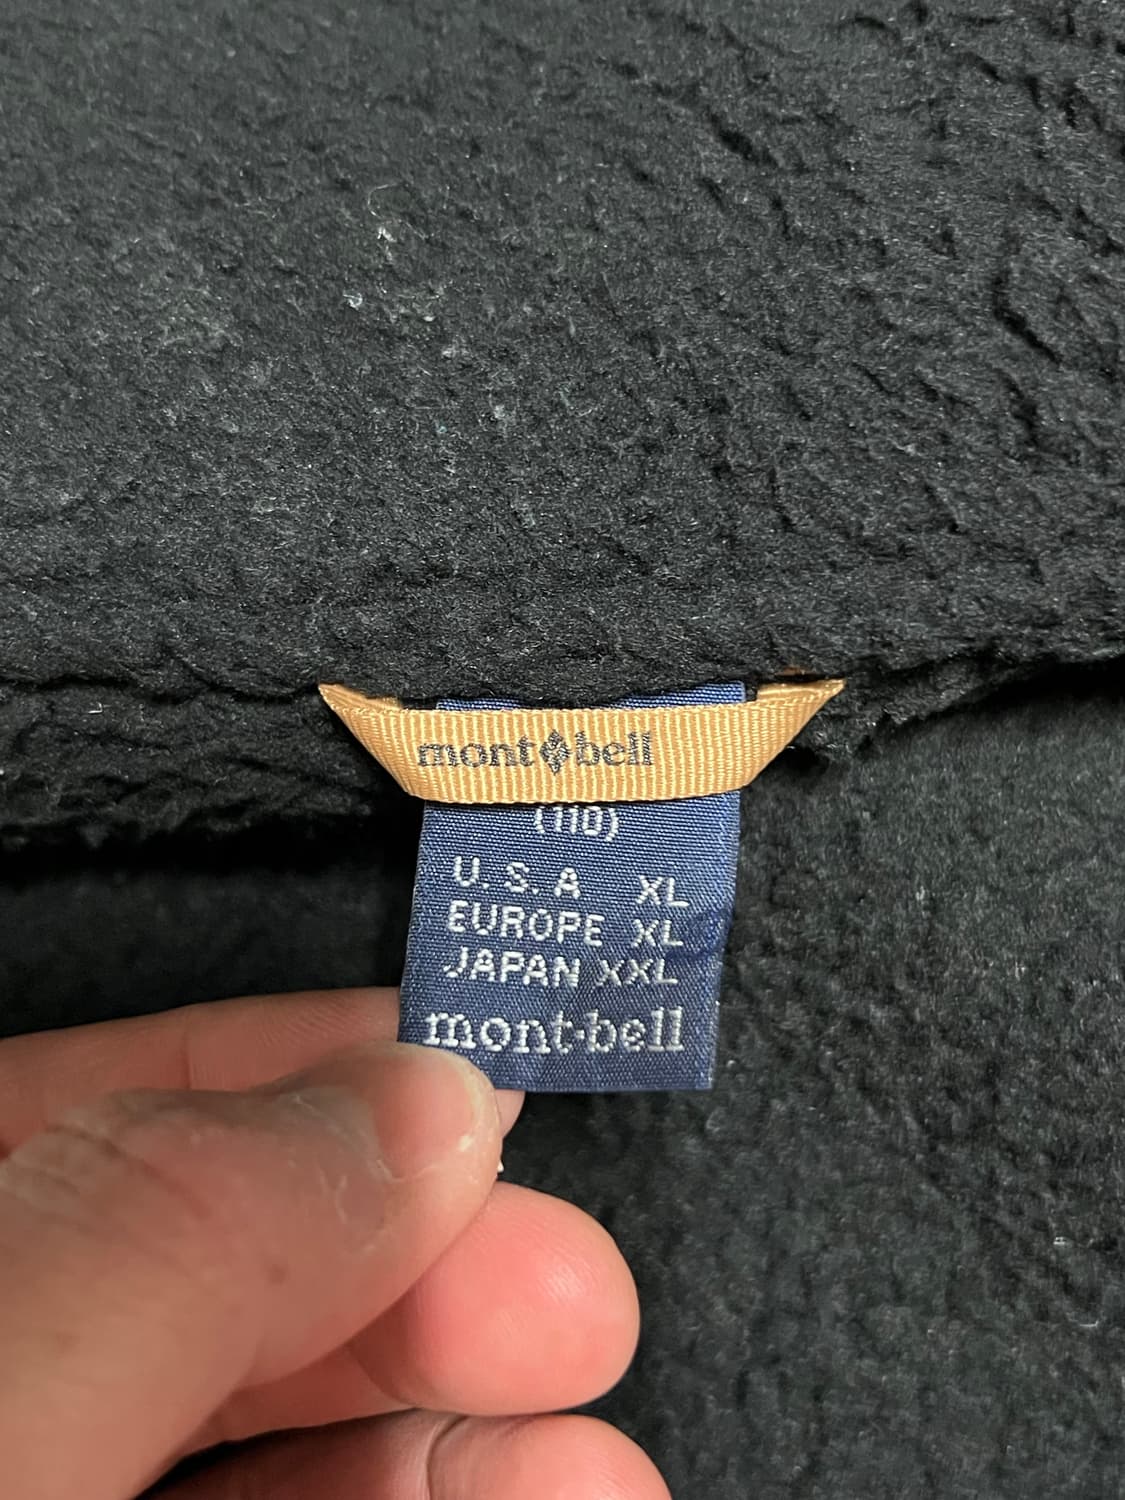 mont bell
(110)
U.S.A XL
EUROPE XL
JAPAN XXL
mont-bell